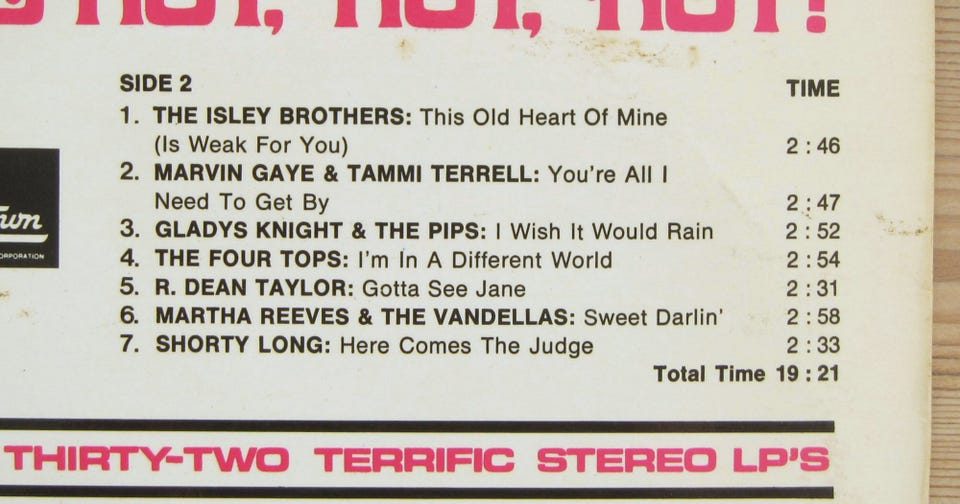 HOT, HOT, HOT!
SIDE 2 TIME
1. THE ISLEY BROTHERS: This Old Heart Of Mine
(Is Weak For You) 2:46
2. MARVIN GAYE & TAMMI TERRELL: You're All I
Need To Get By 2:47
3. GLADYS KNIGHT & THE PIPS: I Wish It Would Rain 2:52
4. THE FOUR TOPS: I'm In A Different World 2:54
5. R. DEAN TAYLOR: Gotta See Jane 2:31
6. MARTHA REEVES & THE VANDELLAS: Sweet Darlin' 2:58
7. SHORTY LONG: Here Comes The Judge 2:33
Total Time 19:21
THIRTY-TWO TERRIFIC STEREO LP'S